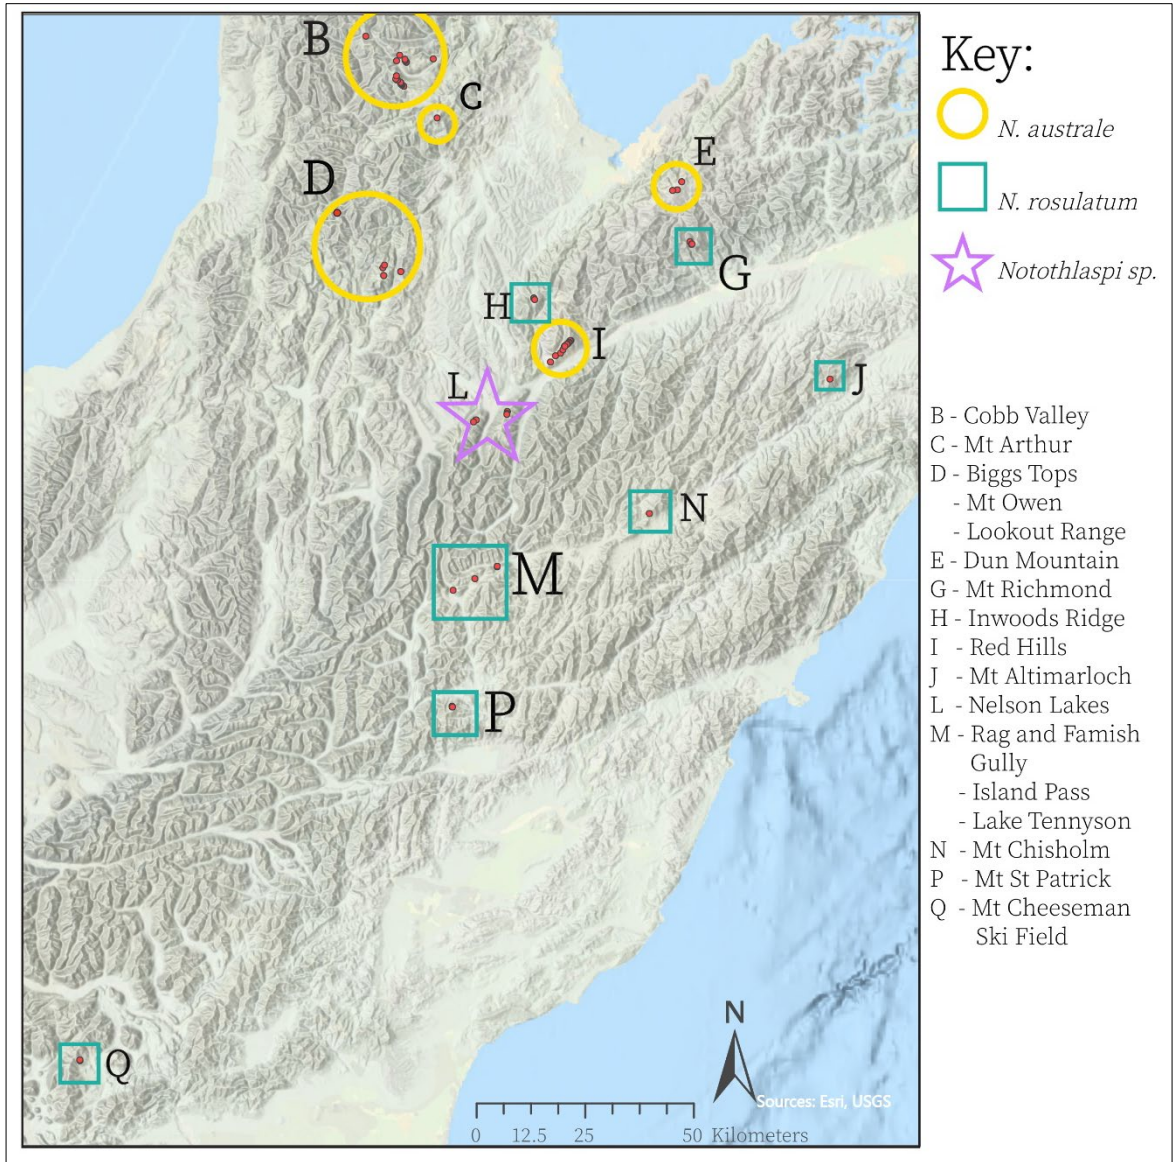 B
C
D
E
G
H
I
J
L
N
M
P
Q
N
Sources: Esri, USGS
0 12.5 25 50 Kilometers
Key:
N. australe
N. rosulatum
Notothlaspi sp.
B - Cobb Valley
C - Mt Arthur
D - Biggs Tops
- Mt Owen
- Lookout Range
E - Dun Mountain
G - Mt Richmond
H - Inwoods Ridge
I - Red Hills
J - Mt Altimarloch
L - Nelson Lakes
M - Rag and Famish
Gully
- Island Pass
- Lake Tennyson
N - Mt Chisholm
P - Mt St Patrick
Q - Mt Cheeseman
Ski Field